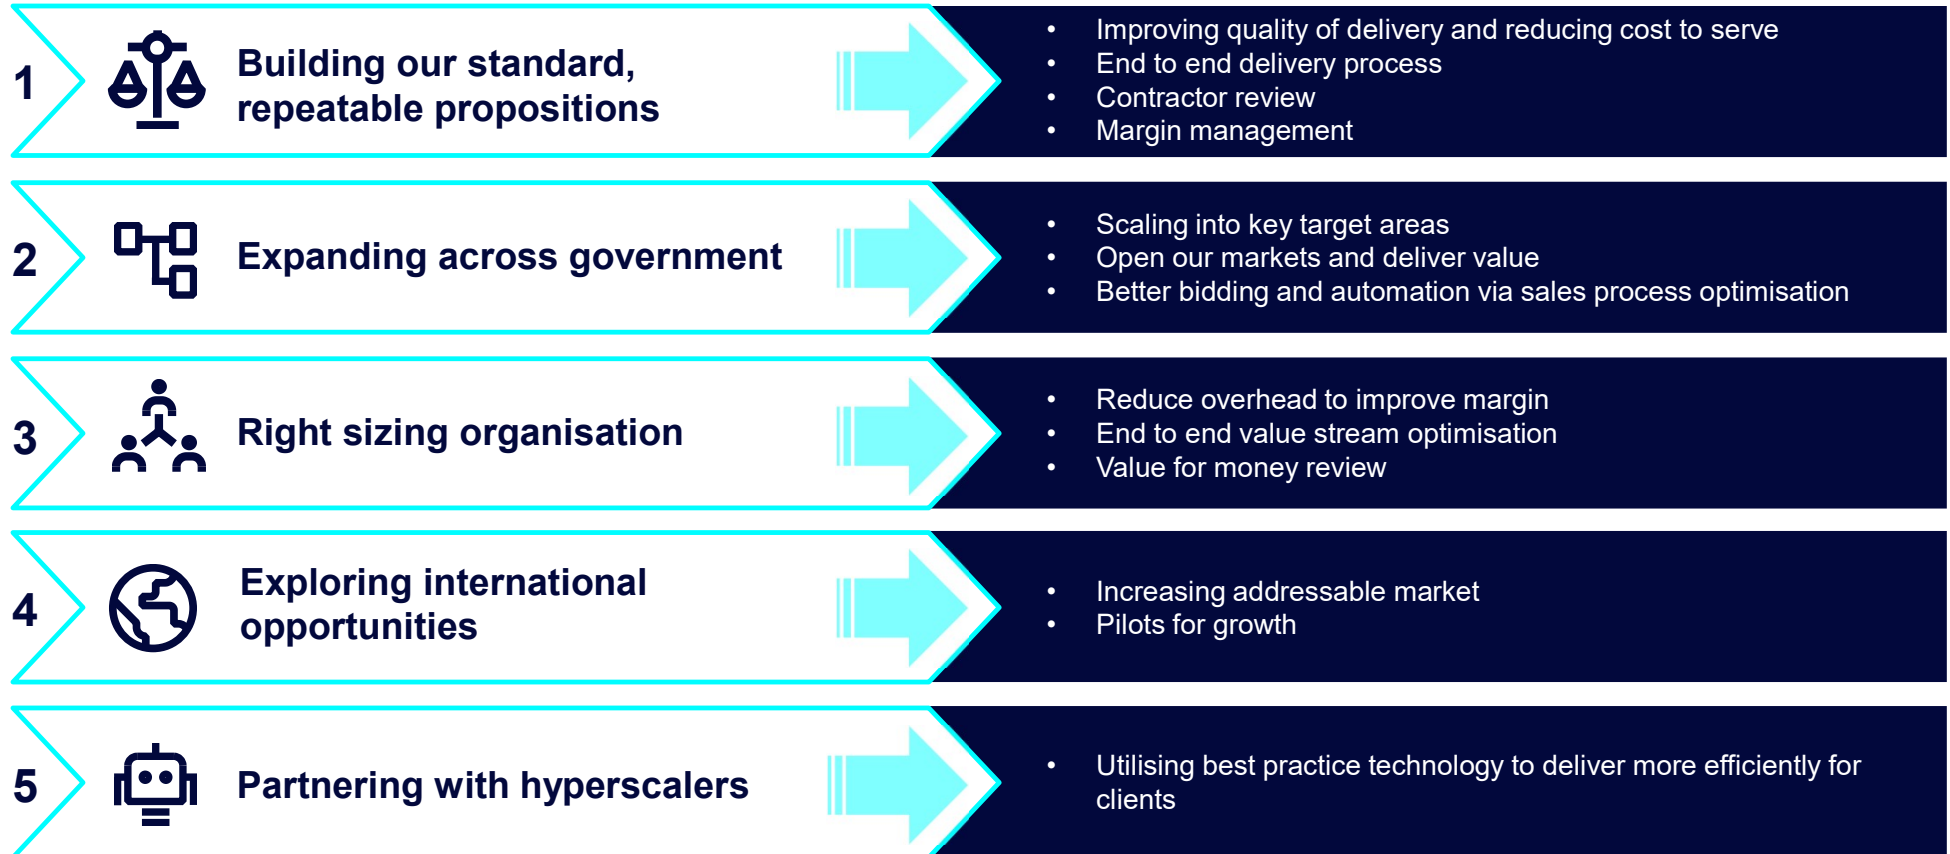 1
Building our standard,
repeatable propositions
• Improving quality of delivery and reducing cost to serve
• End to end delivery process
• Contractor review
• Margin management
2
Expanding across government
• Scaling into key target areas
• Open our markets and deliver value
• Better bidding and automation via sales process optimisation
3
Right sizing organisation
• Reduce overhead to improve margin
• End to end value stream optimisation
• Value for money review
4
Exploring international
opportunities
• Increasing addressable market
• Pilots for growth
5
Partnering with hyperscalers
• Utilising best practice technology to deliver more efficiently for
clients